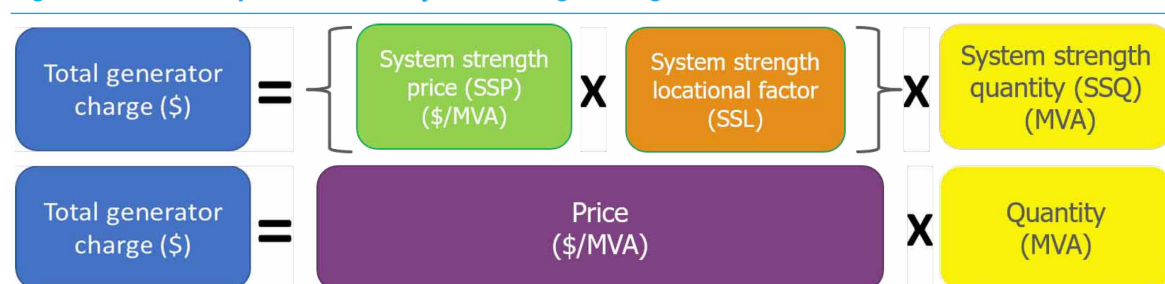 Total generator
charge ($)
=
System strength
price (SSP)
($/MVA)
X
System strength
locational factor
(SSL)
X
System strength
quantity (SSQ)
(MVA)
Total generator
charge ($)
=
Price
($/MVA)
X
Quantity
(MVA)